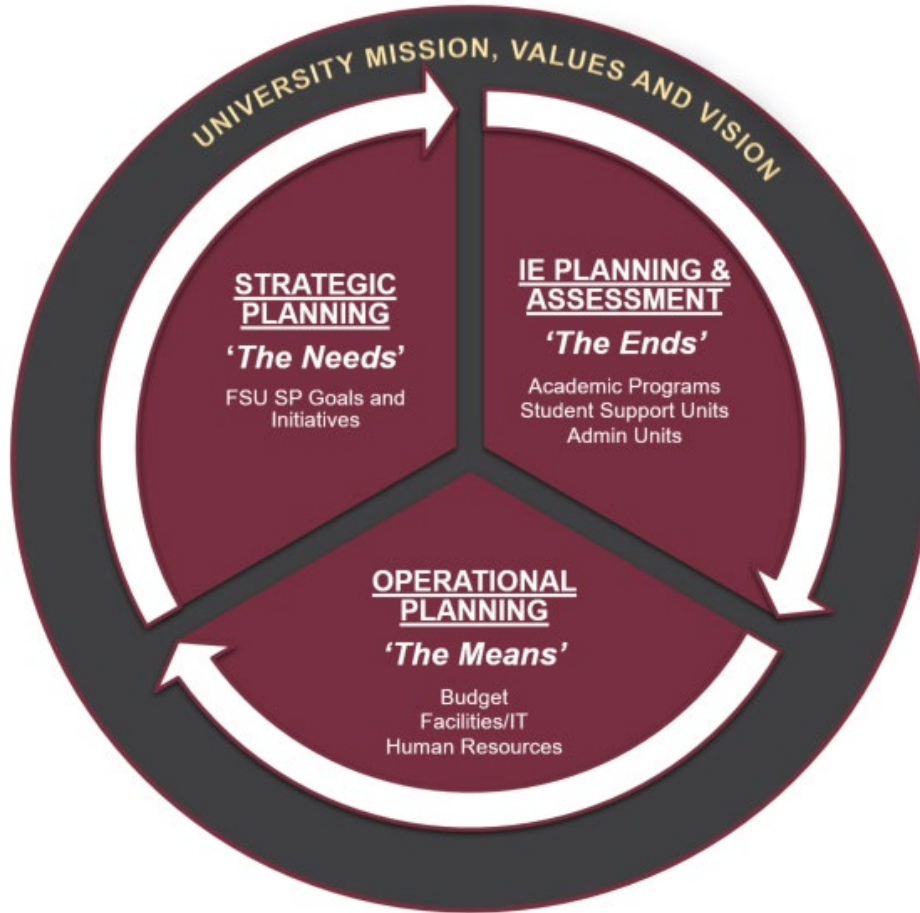 UNIVERSITY MISSION, VALUES AND VISION
STRATEGIC
PLANNING
‘The Needs’
FSU SP Goals and
Initiatives
IE PLANNING &
ASSESSMENT
‘The Ends’
Academic Programs
Student Support Units
Admin Units
OPERATIONAL
PLANNING
‘The Means’
Budget
Facilities/IT
Human Resources